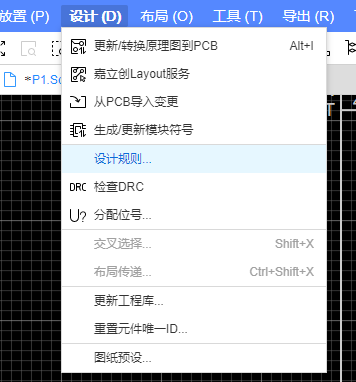 放置 (P) 设计 (D) 布局 (O) 工具 (T) 导出 (R)
更新/转换原理图到PCB Alt+I
嘉立创Layout服务
*P1.Sc
从PCB导入变更
生成/更新模块符号
设计规则...
DRC 检查DRC
U? 分配位号...
交叉选择... Shift+X
布局传递... Ctrl+Shift+X
更新工程库...
重置元件唯一ID...
图纸预设...